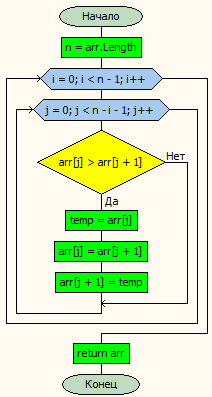 Начало
n = arr.Length
i = 0; i < n - 1; i++
j = 0; j < n - i - 1; j++
arr[j] > arr[j + 1]
Нет
Да
temp = arr[j]
arr[j] = arr[j + 1]
arr[j + 1] = temp
return arr
Конец